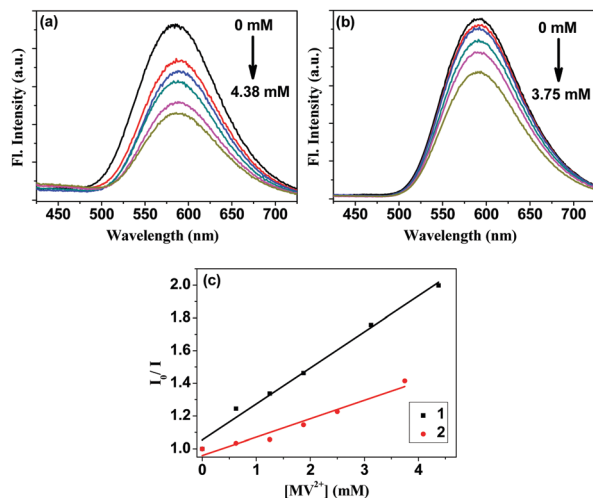 (a)
0 mM
4.38 mM
Fl. Intensity (a.u.)
450 500 550 600 650 700
Wavelength (nm)
(b)
0 mM
3.75 mM
Fl. Intensity (a.u.)
450 500 550 600 650 700
Wavelength (nm)
(c)
2.0
1.8
1.6
1.4
1.2
1.0
I₀/ I
1
2
0 1 2 3 4
[MV²⁺] (mM)